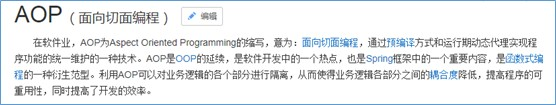 AOP（面向切面编程） 编辑
在软件业，AOP为Aspect Oriented Programming的缩写，意为：面向切面编程，通过预编译方式和运行期动态代理实现程
序功能的统一维护的一种技术。AOP是OOP的延续，是软件开发中的一个热点，也是Spring框架中的一个重要内容，是函数式编
程的一种衍生范型。利用AOP可以对业务逻辑的各个部分进行隔离，从而使得业务逻辑各部分之间的耦合度降低，提高程序的可
重用性，同时提高了开发的效率。